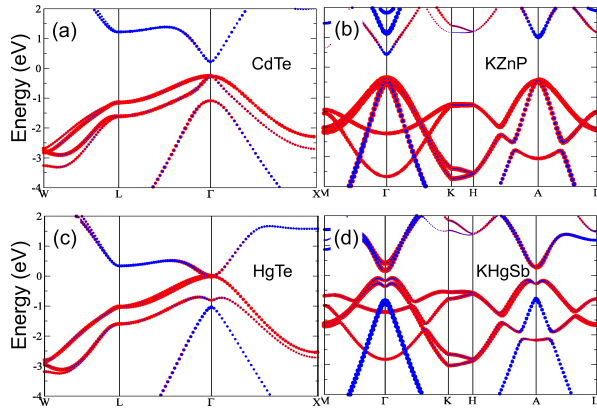 (a)
CdTe
Energy (eV)
2
1
0
-1
-2
-3
-4
W
L
Γ
X
(b)
KZnP
M
Γ
K
H
A
L
(c)
HgTe
Energy (eV)
2
1
0
-1
-2
-3
-4
W
L
Γ
X
(d)
KHgSb
M
Γ
K
H
A
L